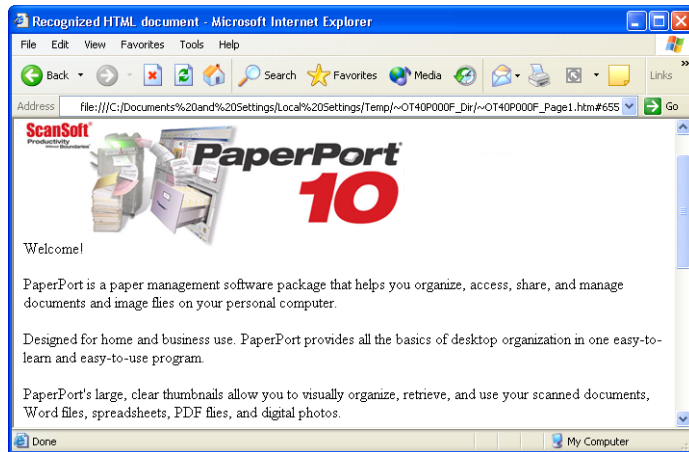 Recognized HTML document - Microsoft Internet Explorer
File Edit View Favorites Tools Help
Back Search Favorites Media Links »
Address file:///C:/Documents%20and%20Settings/Local%20Settings/Temp/~OT40P000F_Dir/~OT40P000F_Page1.htm#655 Go
ScanSoft
Productivity
Without Boundaries
PaperPort
10
Welcome!
PaperPort is a paper management software package that helps you organize, access, share, and manage
documents and image flies on your personal computer.
Designed for home and business use. PaperPort provides all the basics of desktop organization in one easy-to-
learn and easy-to-use program.
PaperPort's large, clear thumbnails allow you to visually organize, retrieve, and use your scanned documents,
Word files, spreadsheets, PDF flies, and digital photos.
Done My Computer